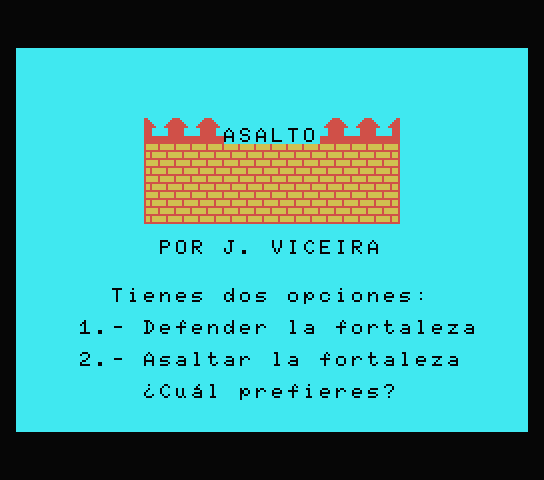 ASALTO
POR J. VICEIRA
Tienes dos opciones:
1.- Defender la fortaleza
2.- Asaltar la fortaleza
¿Cuál prefieres?